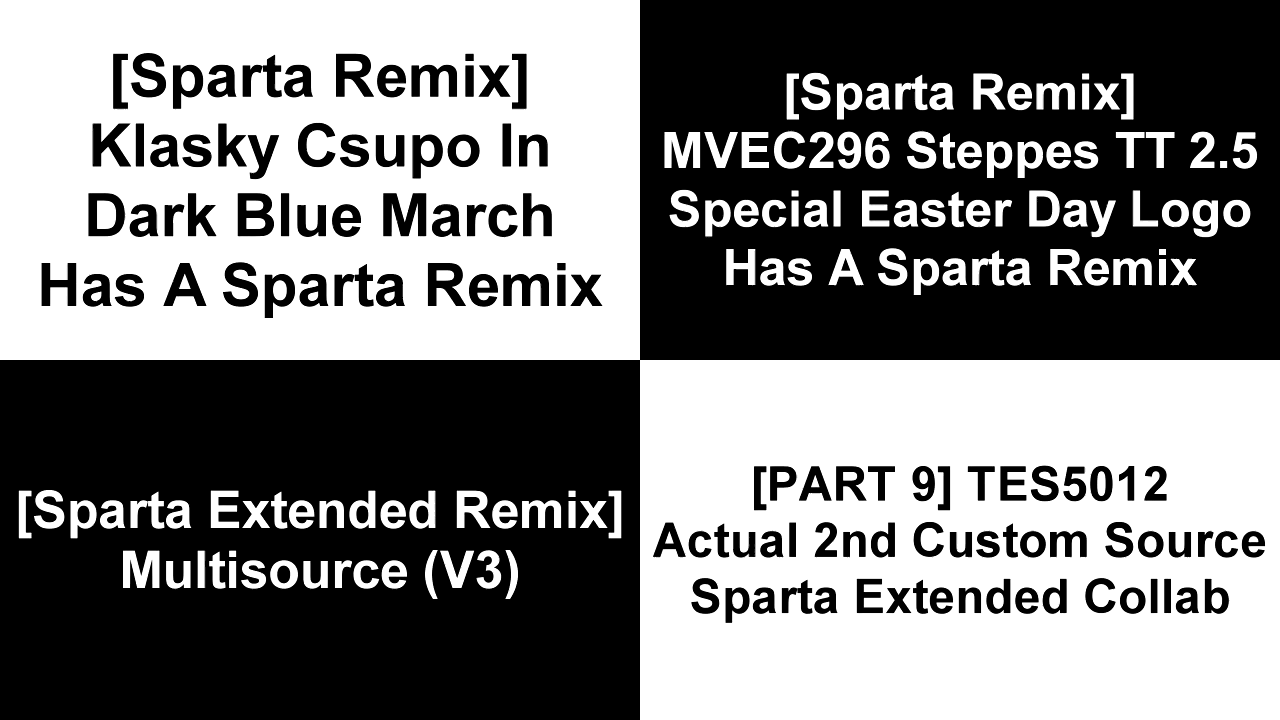 [Sparta Remix]
Klasky Csupo In
Dark Blue March
Has A Sparta Remix
[Sparta Remix]
MVEC296 Steppes TT 2.5
Special Easter Day Logo
Has A Sparta Remix
[Sparta Extended Remix]
Multisource (V3)
[PART 9] TES5012
Actual 2nd Custom Source
Sparta Extended Collab